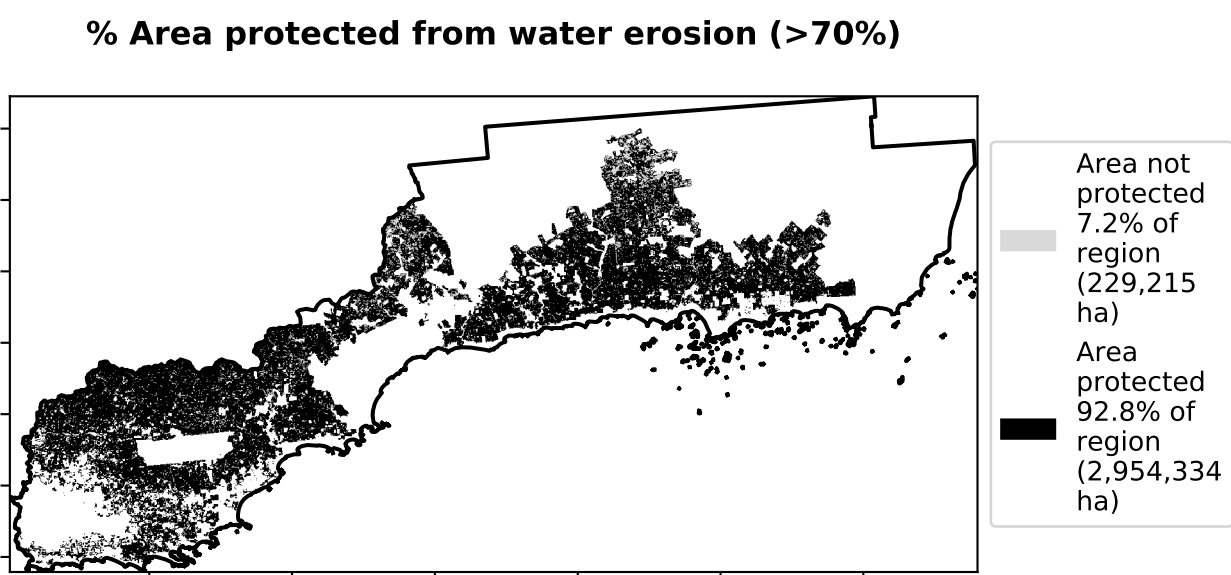 % Area protected from water erosion (>70%)
Area not
protected
7.2% of
region
(229,215
ha)
Area
protected
92.8% of
region
(2,954,334
ha)